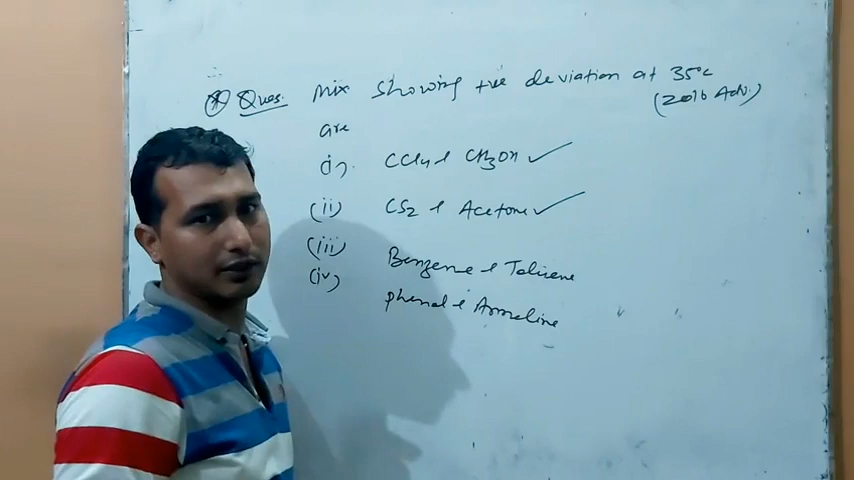 * Ques. Mix showing +ve deviation at 35°C
(2016 Adv.)
are
(i). CCl4 & CH3OH ✓
(ii) CS2 & Acetone ✓
(iii) Benzene & Toluene
(iv) phenol & Anneline